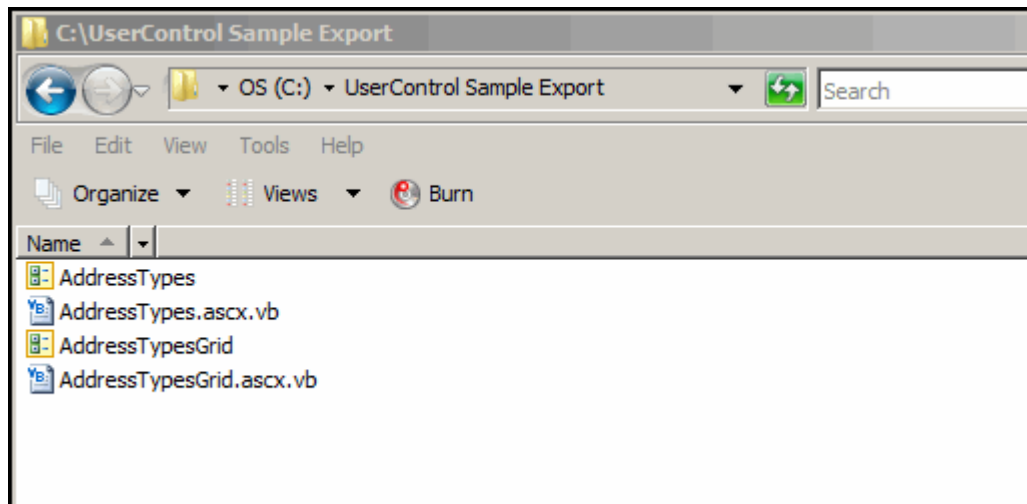 C:\UserControl Sample Export
OS (C:) UserControl Sample Export Search
File Edit View Tools Help
Organize Views Burn
Name
AddressTypes
AddressTypes.ascx.vb
AddressTypesGrid
AddressTypesGrid.ascx.vb